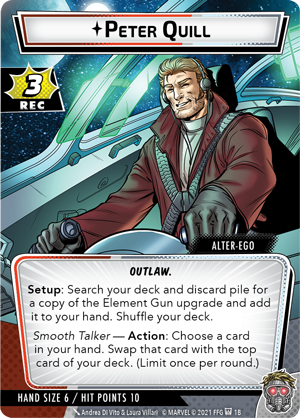 PETER QUILL
3
REC
ALTER-EGO
OUTLAW.
Setup: Search your deck and discard pile for
a copy of the Element Gun upgrade and add
it to your hand. Shuffle your deck.
Smooth Talker — Action: Choose a card
in your hand. Swap that card with the top
card of your deck. (Limit once per round.)
HAND SIZE 6 / HIT POINTS 10
Andrea Di Vito & Laura Villari © MARVEL © 2021 FFG 1B